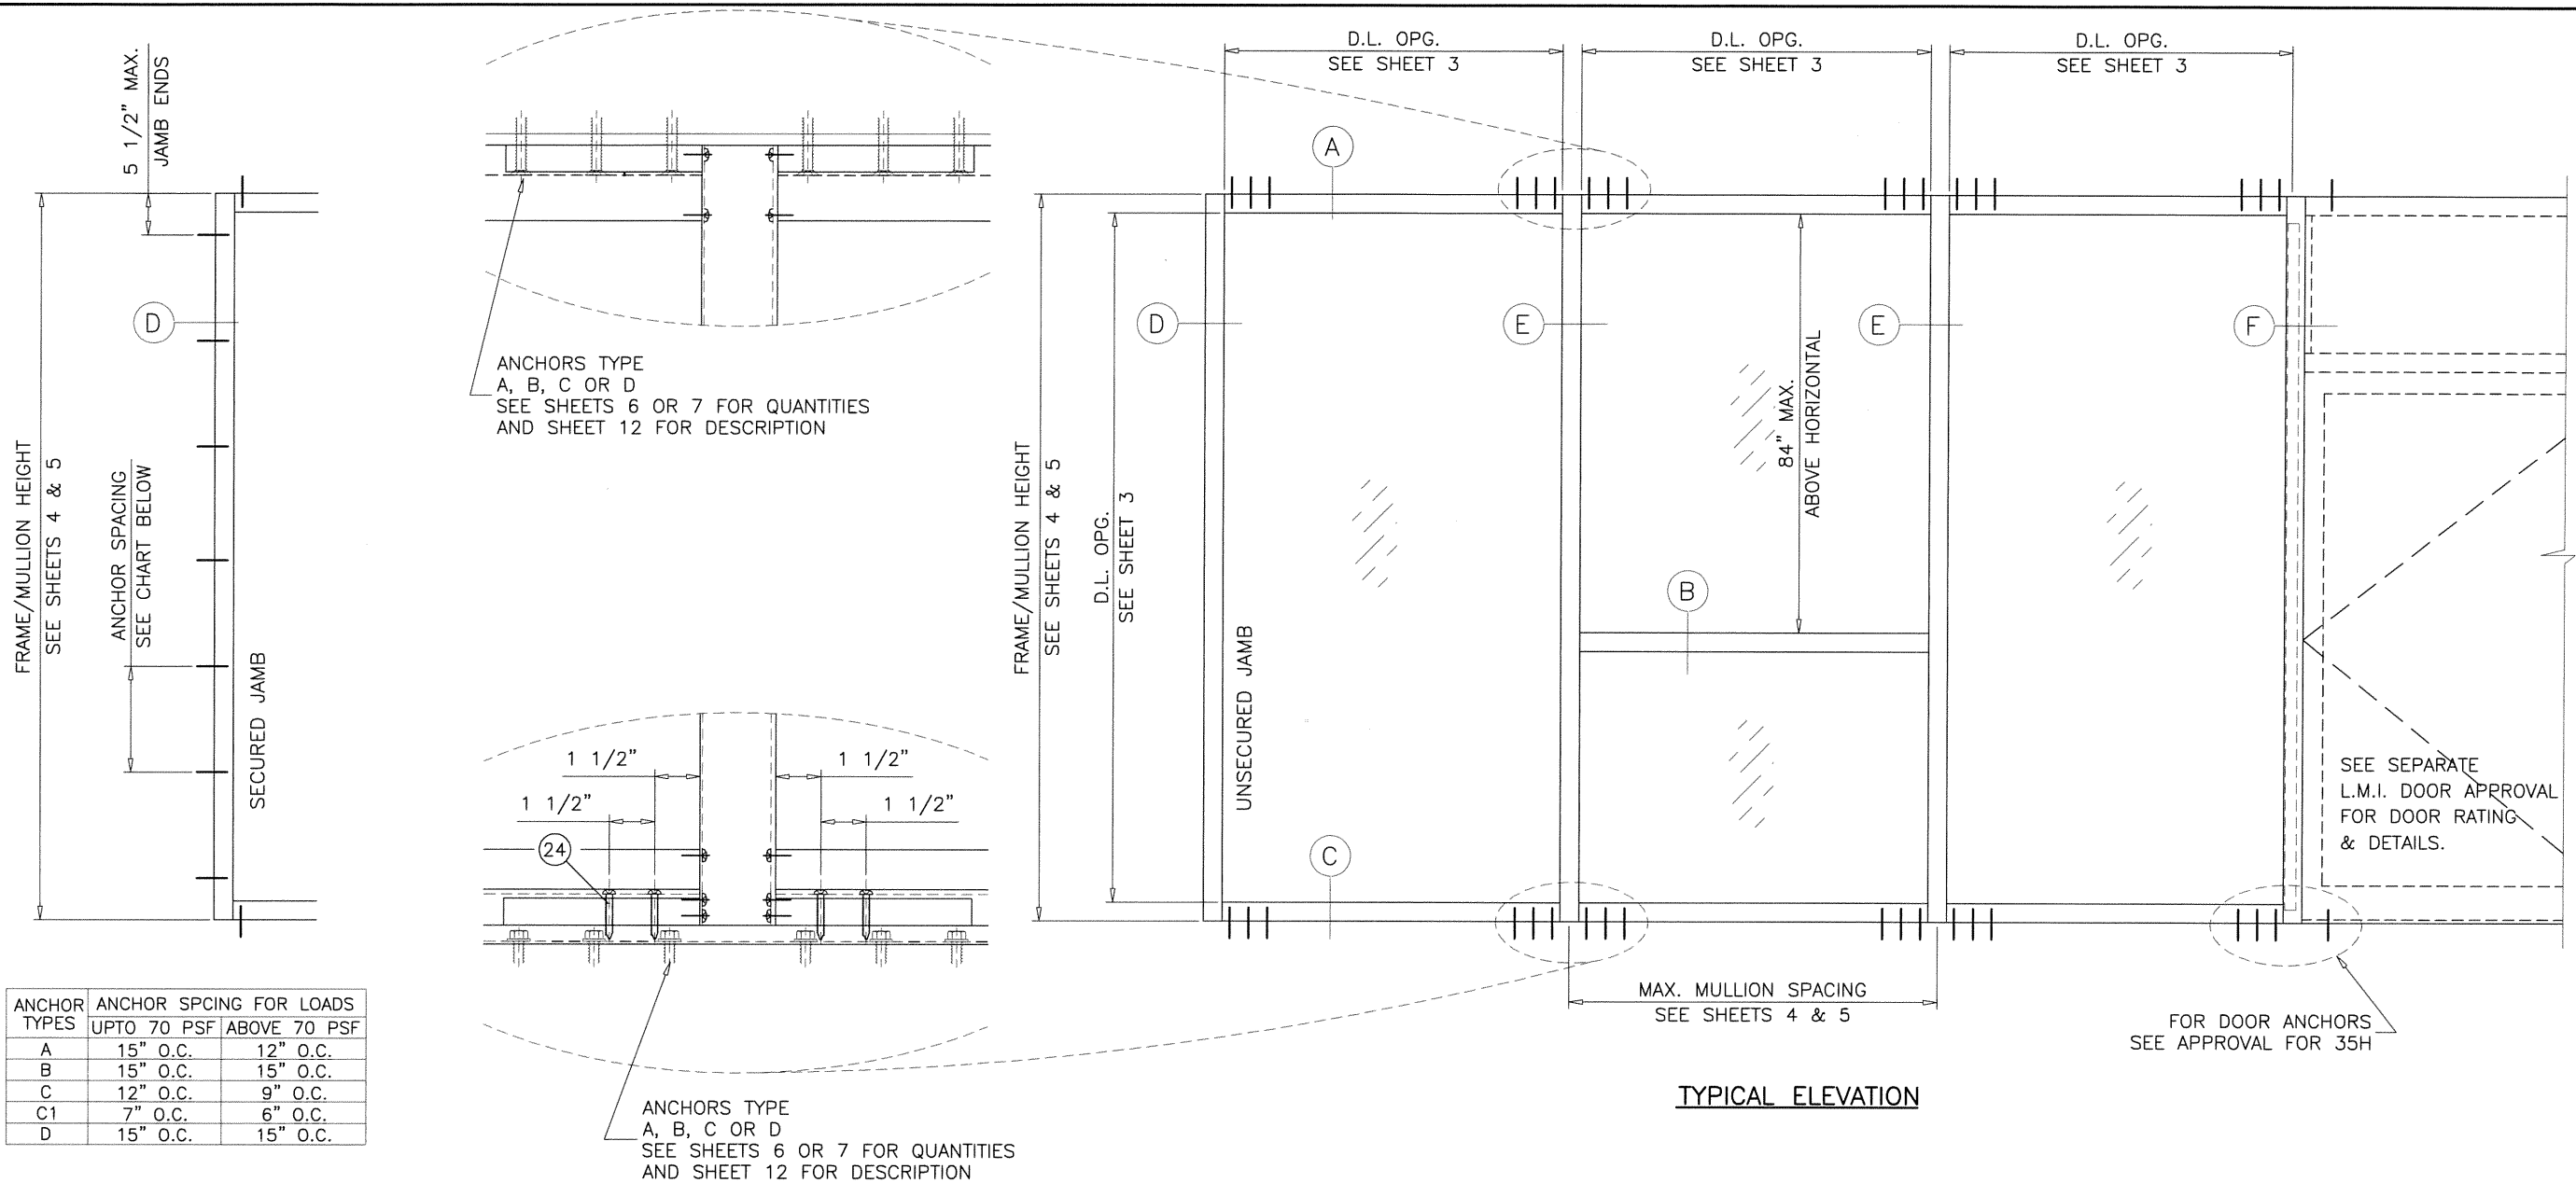 5 1/2" MAX.
JAMB ENDS
FRAME/MULLION HEIGHT
SEE SHEETS 4 & 5
D
ANCHOR SPACING
SEE CHART BELOW
SECURED JAMB
ANCHORS TYPE
A, B, C OR D
SEE SHEETS 6 OR 7 FOR QUANTITIES
AND SHEET 12 FOR DESCRIPTION
1 1/2"
1 1/2"
1 1/2"
1 1/2"
24
ANCHORS TYPE
A, B, C OR D
SEE SHEETS 6 OR 7 FOR QUANTITIES
AND SHEET 12 FOR DESCRIPTION
ANCHOR TYPES
ANCHOR SPCING FOR LOADS
UPTO 70 PSF ABOVE 70 PSF
A 15" O.C. 12" O.C.
B 15" O.C. 15" O.C.
C 12" O.C. 9" O.C.
C1 7" O.C. 6" O.C.
D 15" O.C. 15" O.C.
D.L. OPG.
SEE SHEET 3
D.L. OPG.
SEE SHEET 3
D.L. OPG.
SEE SHEET 3
A
D
E
E
F
FRAME/MULLION HEIGHT
SEE SHEETS 4 & 5
D.L. OPG.
SEE SHEET 3
UNSECURED JAMB
84" MAX.
ABOVE HORIZONTAL
B
C
SEE SEPARATE
L.M.I. DOOR APPROVAL
FOR DOOR RATING
& DETAILS.
MAX. MULLION SPACING
SEE SHEETS 4 & 5
FOR DOOR ANCHORS
SEE APPROVAL FOR 35H
TYPICAL ELEVATION